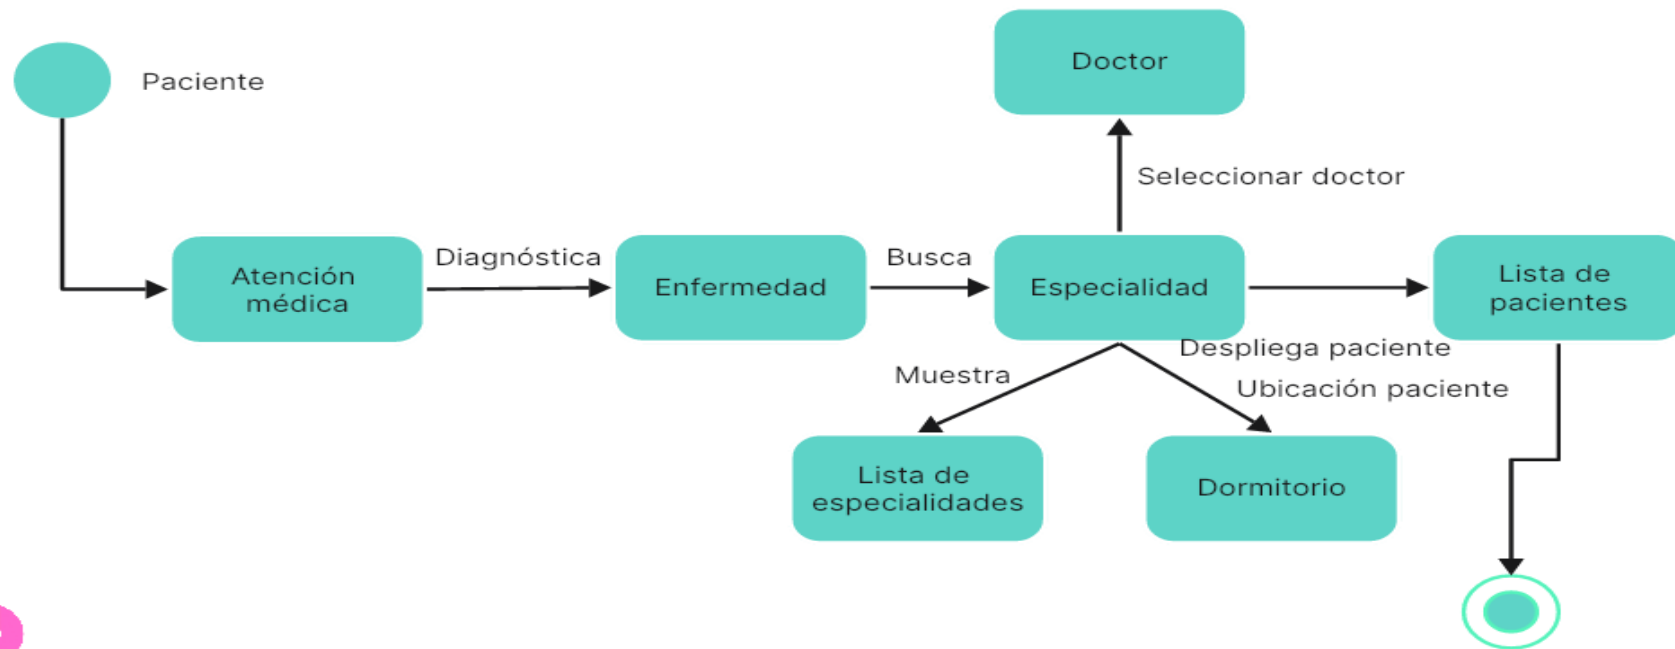 Paciente
Doctor
Seleccionar doctor
Atención
médica
Diagnóstica
Enfermedad
Busca
Especialidad
Lista de
pacientes
Despliega paciente
Muestra
Ubicación paciente
Lista de
especialidades
Dormitorio